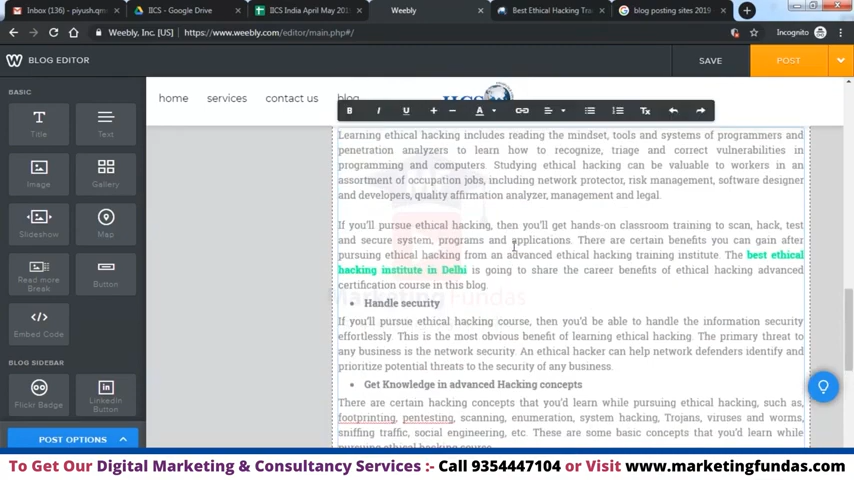 Inbox (136) - piyush.qm
IICS - Google Drive
IICS India April May 201
Weebly
Best Ethical Hacking Tra
blog posting sites 2019
Weebly, Inc. [US]
https://www.weebly.com/editor/main.php#/
Incognito
BLOG EDITOR
SAVE
POST
BASIC
Title
Text
Image
Gallery
Slideshow
Map
Read more
Break
Button
Embed Code
BLOG SIDEBAR
Flickr Badge
LinkedIn
Button
POST OPTIONS
home services contact us blog
IICS
B I U + − A Tx
Learning ethical hacking includes reading the mindset, tools and systems of programmers and
penetration analyzers to learn how to recognize, triage and correct vulnerabilities in
programming and computers. Studying ethical hacking can be valuable to workers in an
assortment of occupation jobs, including network protector, risk management, software designer
and developers, quality affirmation analyzer, management and legal.
If you'll pursue ethical hacking, then you'll get hands-on classroom training to scan, hack, test
and secure system, programs and applications. There are certain benefits you can gain after
pursuing ethical hacking from an advanced ethical hacking training institute. The best ethical
hacking institute in Delhi is going to share the career benefits of ethical hacking advanced
certification course in this blog.
Marketing Fundas
• Handle security
If you'll pursue ethical hacking course, then you'd be able to handle the information security
effortlessly. This is the most obvious benefit of learning ethical hacking. The primary threat to
any business is the network security. An ethical hacker can help network defenders identify and
prioritize potential threats to the security of any business.
• Get Knowledge in advanced Hacking concepts
There are certain hacking concepts that you'd learn while pursuing ethical hacking, such as,
footprinting, pentesting, scanning, enumeration, system hacking, Trojans, viruses and worms,
sniffing traffic, social engineering, etc. These are some basic concepts that you'd learn while
pursuing ethical hacking course.
To Get Our Digital Marketing & Consultancy Services :- Call 9354447104 or Visit www.marketingfundas.com